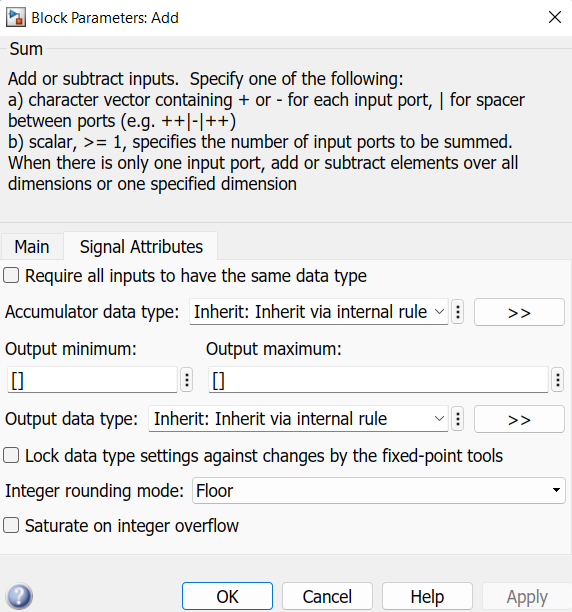 Block Parameters: Add
Sum
Add or subtract inputs.  Specify one of the following:
a) character vector containing + or - for each input port, | for spacer
between ports (e.g. ++|-|++)
b) scalar, >= 1, specifies the number of input ports to be summed.
When there is only one input port, add or subtract elements over all
dimensions or one specified dimension
Main Signal Attributes
Require all inputs to have the same data type
Accumulator data type: Inherit: Inherit via internal rule >>
Output minimum: Output maximum:
[] []
Output data type: Inherit: Inherit via internal rule >>
Lock data type settings against changes by the fixed-point tools
Integer rounding mode: Floor
Saturate on integer overflow
? OK Cancel Help Apply